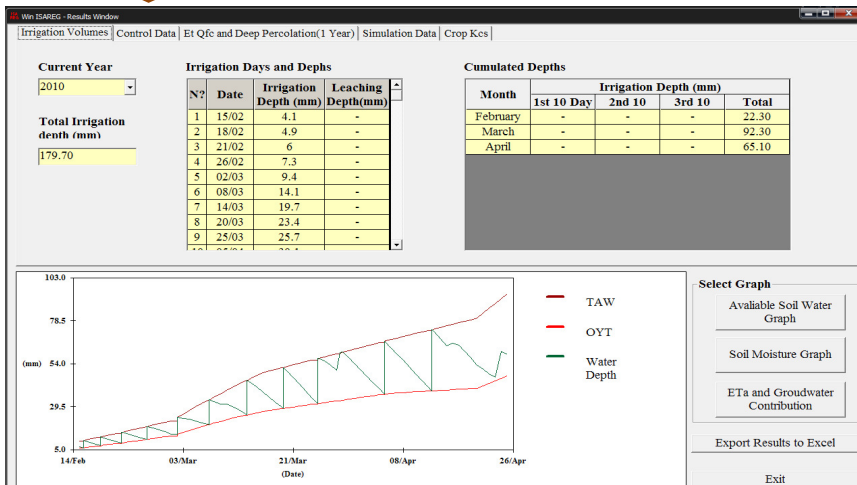 Win ISAREG - Results Window
Irrigation Volumes Control Data Et Qfc and Deep Percolation(1 Year) Simulation Data Crop Kcs
Current Year
2010
Total Irrigation
depth (mm)
179.70
Irrigation Days and Dephs
N? Date Irrigation Depth (mm) Leaching Depth(mm)
1 15/02 4.1 -
2 18/02 4.9 -
3 21/02 6 -
4 26/02 7.3 -
5 02/03 9.4 -
6 08/03 14.1 -
7 14/03 19.7 -
8 20/03 23.4 -
9 25/03 25.7 -
Cumulated Depths
Month Irrigation Depth (mm)
1st 10 Day 2nd 10 3rd 10 Total
February - - - 22.30
March - - - 92.30
April - - - 65.10
103.0
78.5
(mm) 54.0
29.5
5.0
14/Feb 03/Mar 21/Mar 08/Apr 26/Apr
(Date)
TAW
OYT
Water
Depth
Select Graph
Avaliable Soil Water
Graph
Soil Moisture Graph
ETa and Groudwater
Contribution
Export Results to Excel
Exit